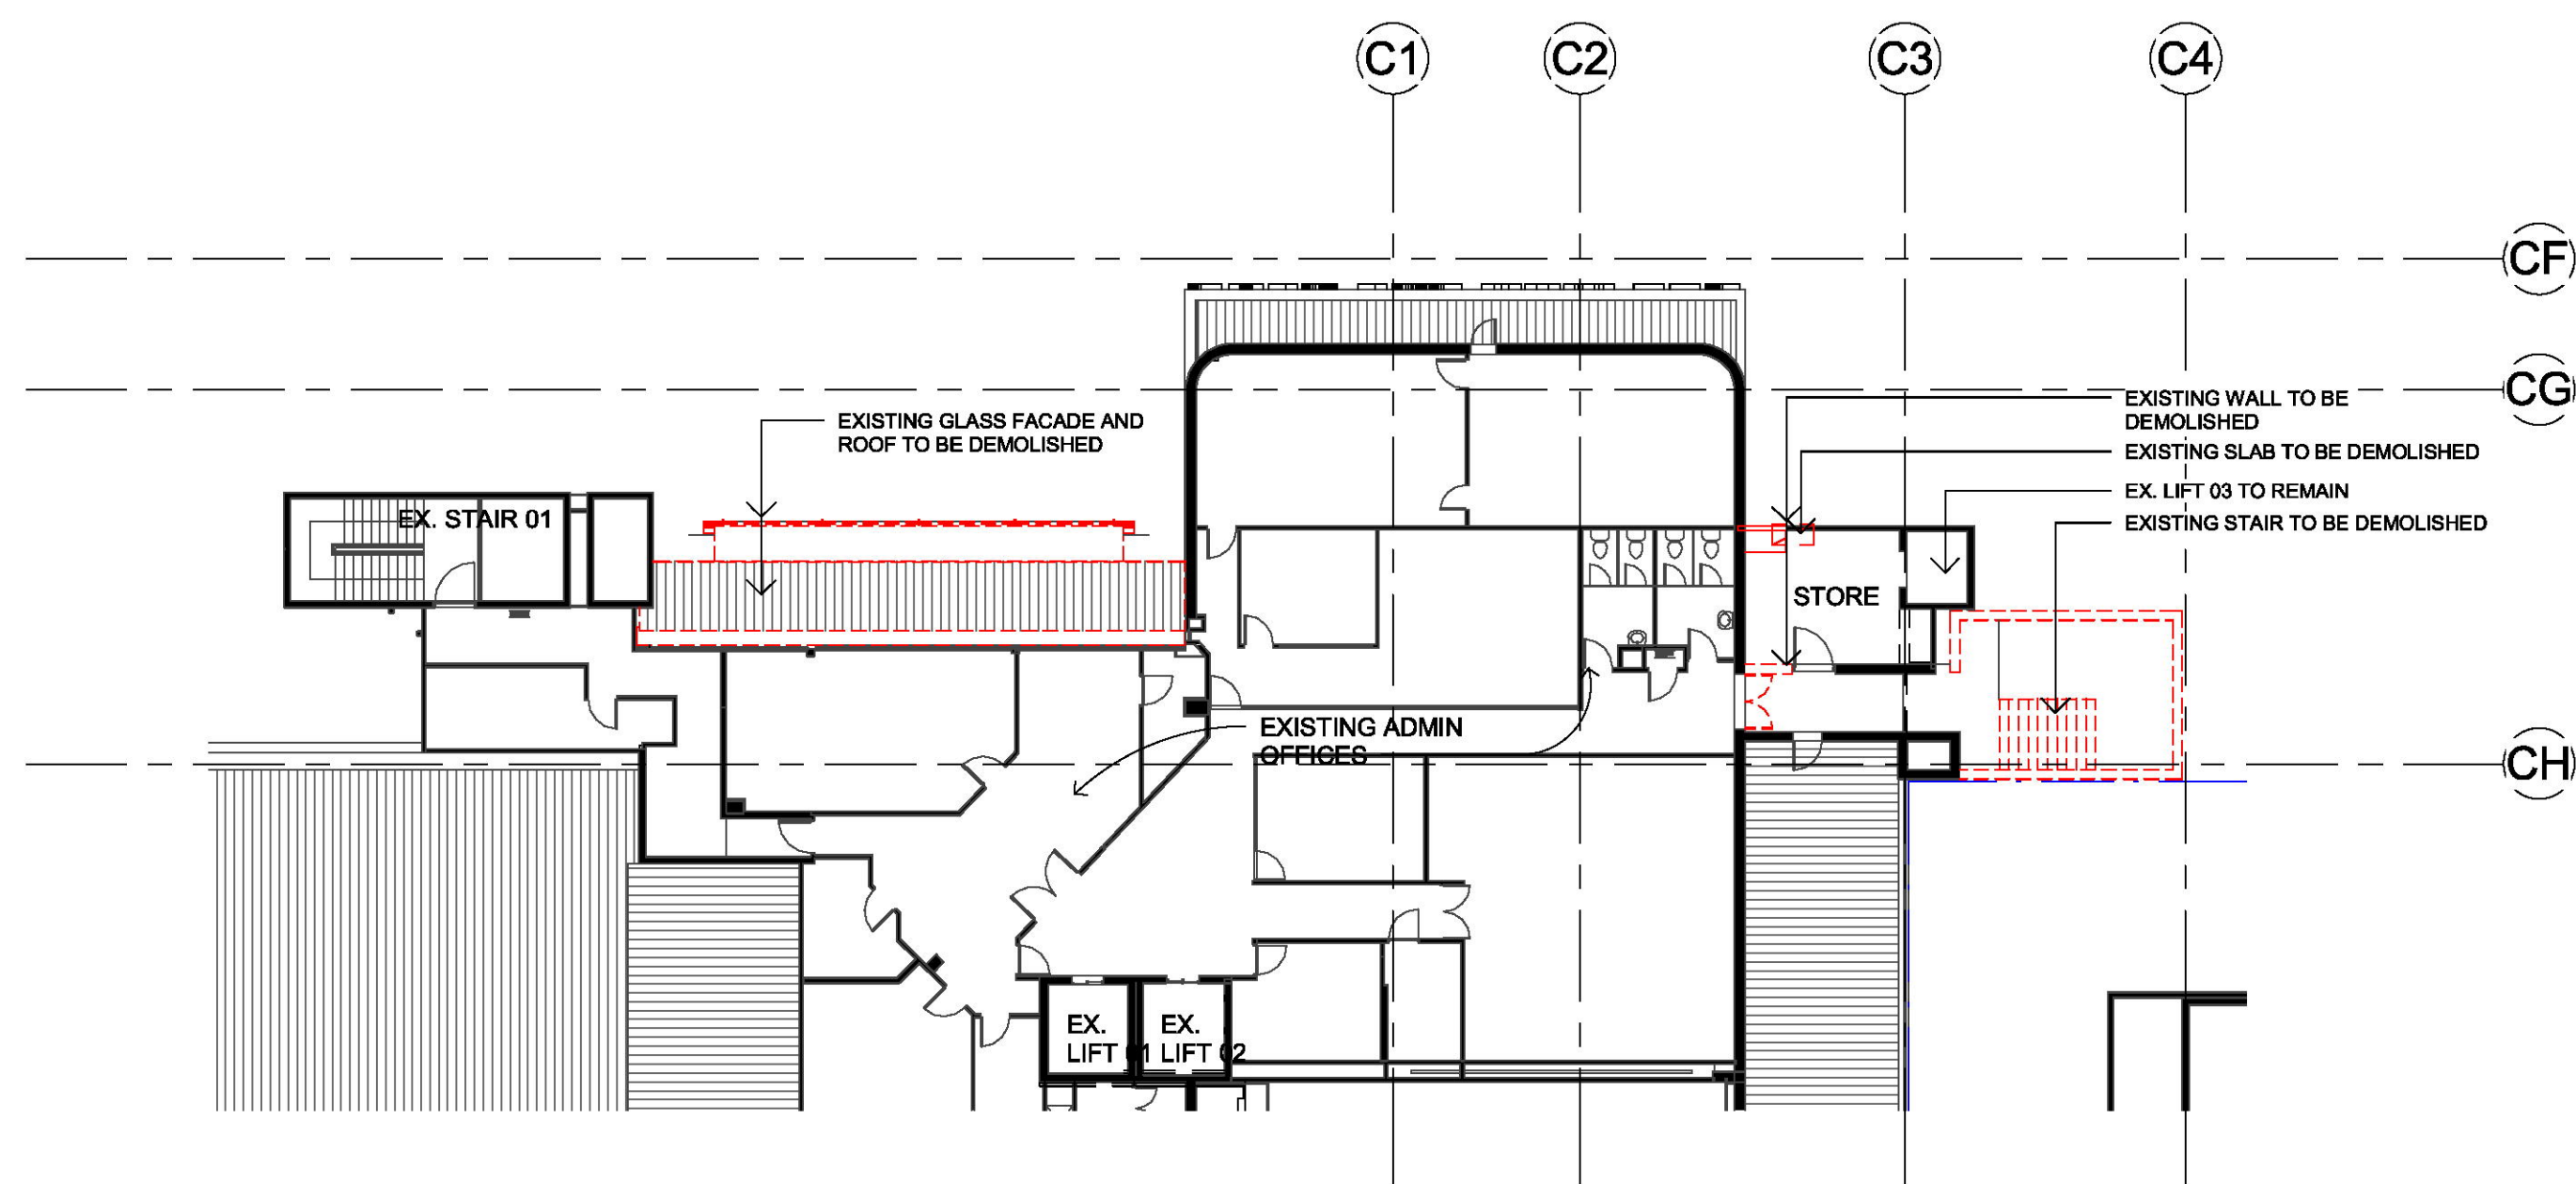 C1
C2
C3
C4
CF
CG
CH
EXISTING GLASS FACADE AND
ROOF TO BE DEMOLISHED
EXISTING WALL TO BE
DEMOLISHED
EXISTING SLAB TO BE DEMOLISHED
EX. LIFT 03 TO REMAIN
EXISTING STAIR TO BE DEMOLISHED
EX. STAIR 01
STORE
EXISTING ADMIN
OFFICES
EX.
LIFT 01
EX.
LIFT 02